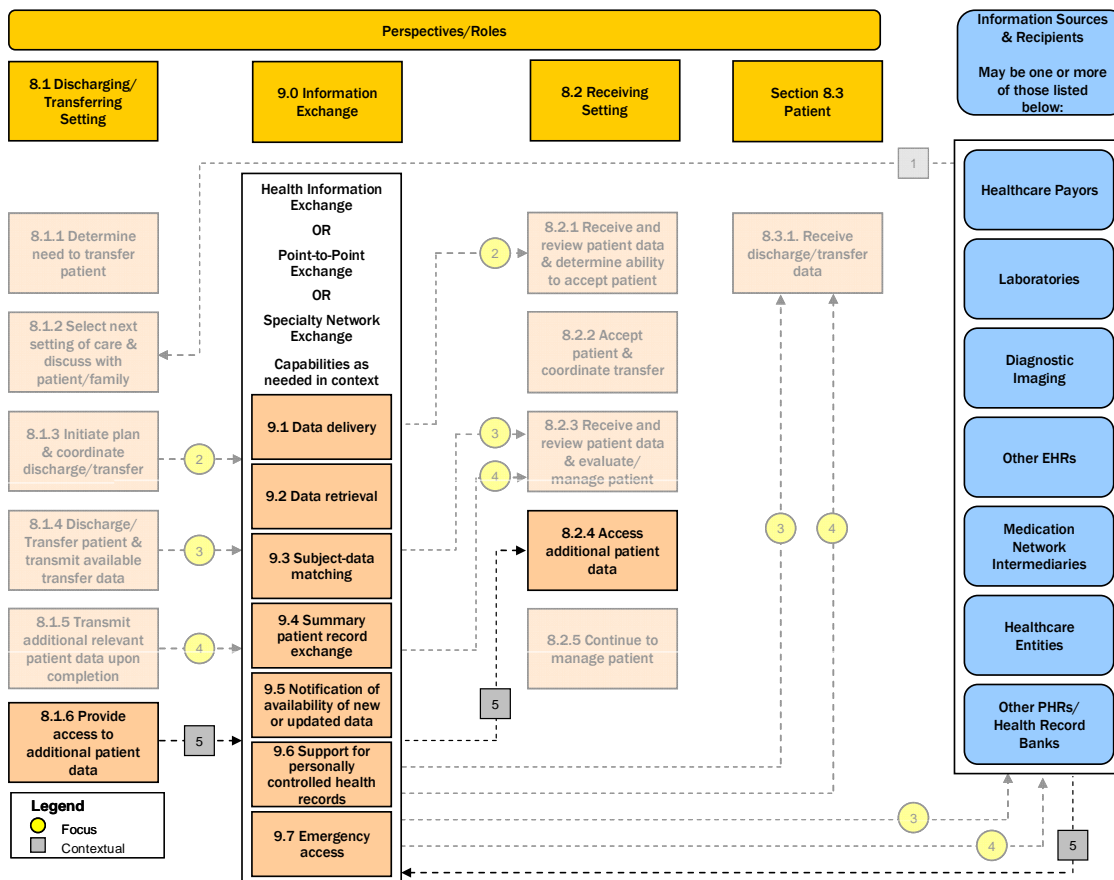 Perspectives/Roles
Information Sources
& Recipients
May be one or more
of those listed
below:
8.1 Discharging/
Transferring
Setting
9.0 Information
Exchange
8.2 Receiving
Setting
Section 8.3
Patient
1
8.1.1 Determine
need to transfer
patient
8.1.2 Select next
setting of care &
discuss with
patient/family
8.1.3 Initiate plan
& coordinate
discharge/transfer
2
8.1.4 Discharge/
Transfer patient &
transmit available
transfer data
3
8.1.5 Transmit
additional relevant
patient data upon
completion
4
8.1.6 Provide
access to
additional patient
data
5
Legend
Focus
Contextual
Health Information
Exchange
OR
Point-to-Point
Exchange
OR
Specialty Network
Exchange
Capabilities as
needed in context
9.1 Data delivery
9.2 Data retrieval
9.3 Subject-data
matching
9.4 Summary
patient record
exchange
9.5 Notification of
availability of new
or updated data
9.6 Support for
personally
controlled health
records
9.7 Emergency
access
2
3
4
5
8.2.1 Receive and
review patient data
& determine ability
to accept patient
8.2.2 Accept
patient &
coordinate transfer
8.2.3 Receive and
review patient data
& evaluate/
manage patient
8.2.4 Access
additional patient
data
8.2.5 Continue to
manage patient
8.3.1. Receive
discharge/transfer
data
3
4
Healthcare Payors
Laboratories
Diagnostic
Imaging
Other EHRs
Medication
Network
Intermediaries
Healthcare
Entities
Other PHRs/
Health Record
Banks
3
4
5